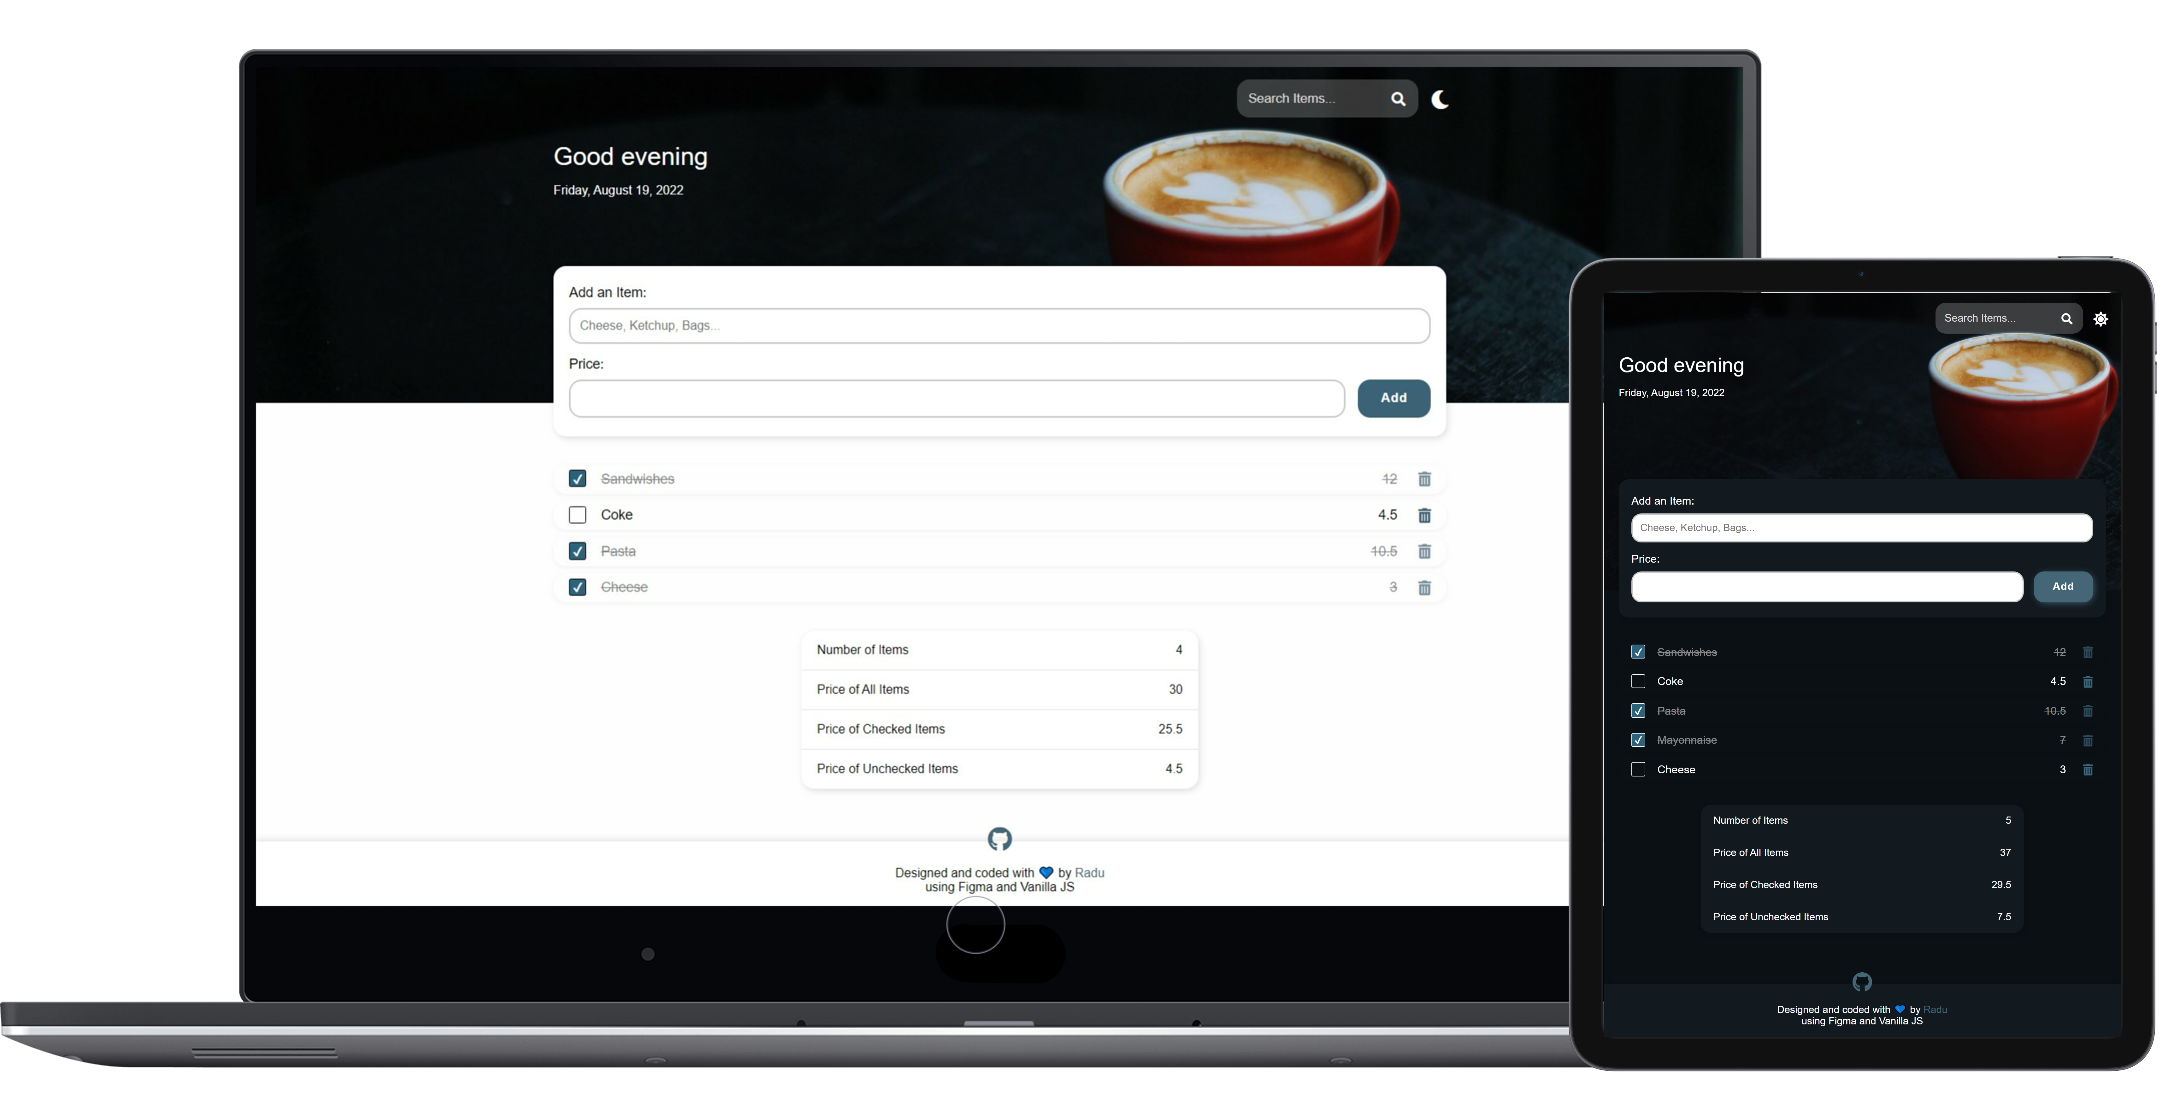 Search Items...
Good evening
Friday, August 19, 2022
Add an Item:
Cheese, Ketchup, Bags...
Price:
Add
Sandwishes 12
Coke 4.5
Pasta 10.5
Cheese 3
Number of Items 4
Price of All Items 30
Price of Checked Items 25.5
Price of Unchecked Items 4.5
Designed and coded with 💙 by Radu
using Figma and Vanilla JS
Search Items...
Good evening
Friday, August 19, 2022
Add an Item:
Cheese, Ketchup, Bags...
Price:
Add
Sandwishes 12
Coke 4.5
Pasta 10.5
Mayonnaise 7
Cheese 3
Number of Items 5
Price of All Items 37
Price of Checked Items 29.5
Price of Unchecked Items 7.5
Designed and coded with 💙 by Radu
using Figma and Vanilla JS